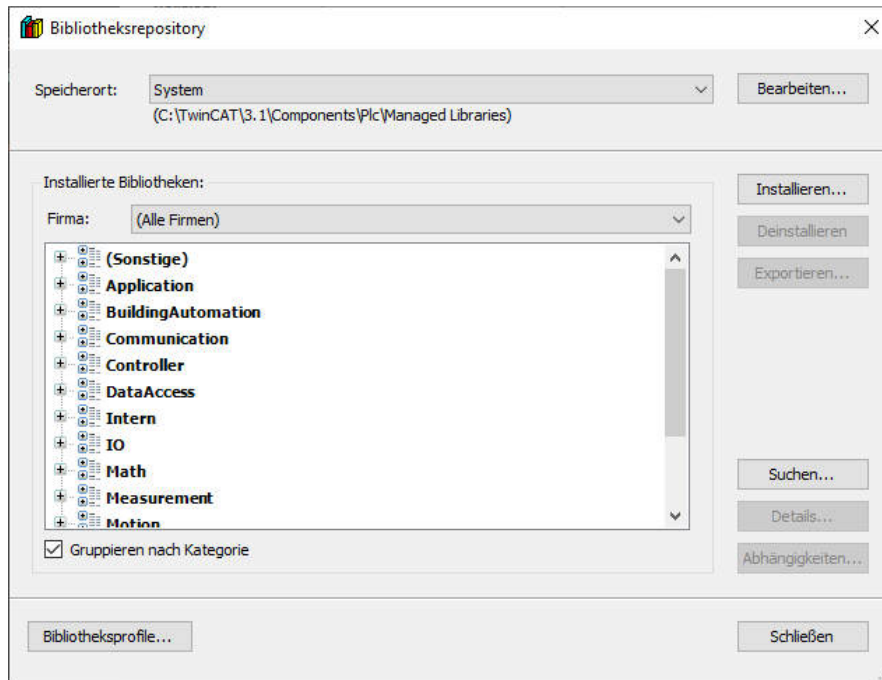 Bibliotheksrepository
Speicherort: System Bearbeiten...
(C:\TwinCAT\3.1\Components\Plc\Managed Libraries)
Installierte Bibliotheken:
Installieren...
Firma: (Alle Firmen)
Deinstallieren
(Sonstige)
Exportieren...
Application
BuildingAutomation
Communication
Controller
DataAccess
Intern
IO
Math
Suchen...
Measurement
Details...
Motion
Gruppieren nach Kategorie
Abhängigkeiten...
Bibliotheksprofile... Schließen